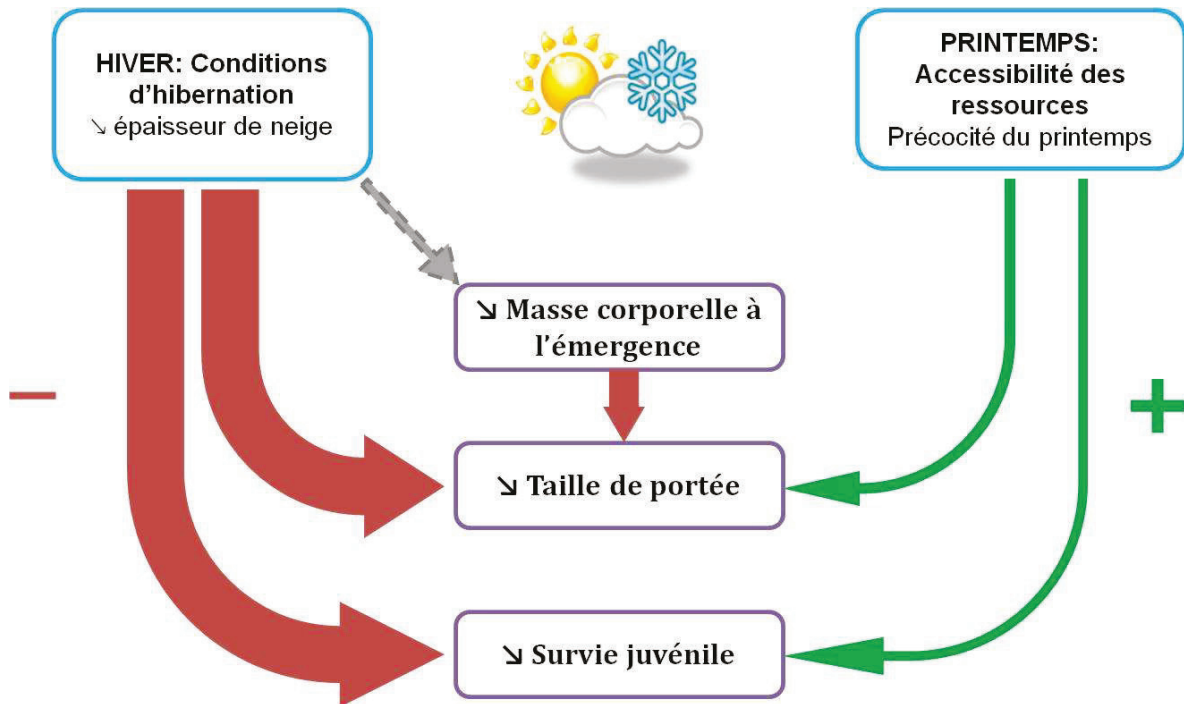 HIVER: Conditions
d'hibernation
↘ épaisseur de neige
PRINTEMPS:
Accessibilité des
ressources
Précocité du printemps
↘ Masse corporelle à
l'émergence
−
+
↘ Taille de portée
↘ Survie juvénile